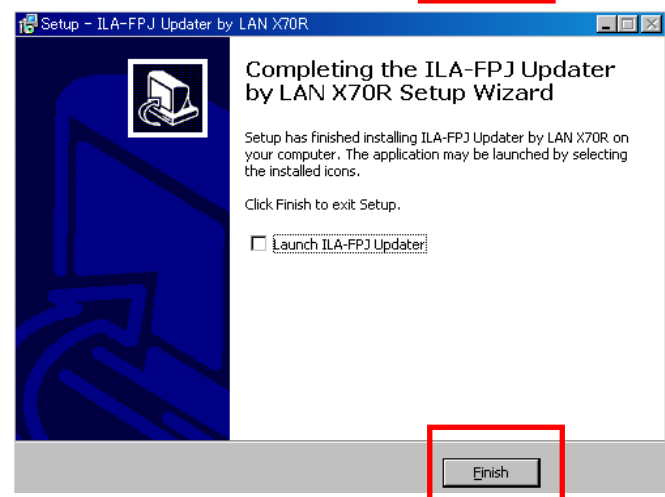 Setup - ILA-FPJ Updater by LAN X70R
Completing the ILA-FPJ Updater
by LAN X70R Setup Wizard
Setup has finished installing ILA-FPJ Updater by LAN X70R on
your computer. The application may be launched by selecting
the installed icons.
Click Finish to exit Setup.
Launch ILA-FPJ Updater
Finish